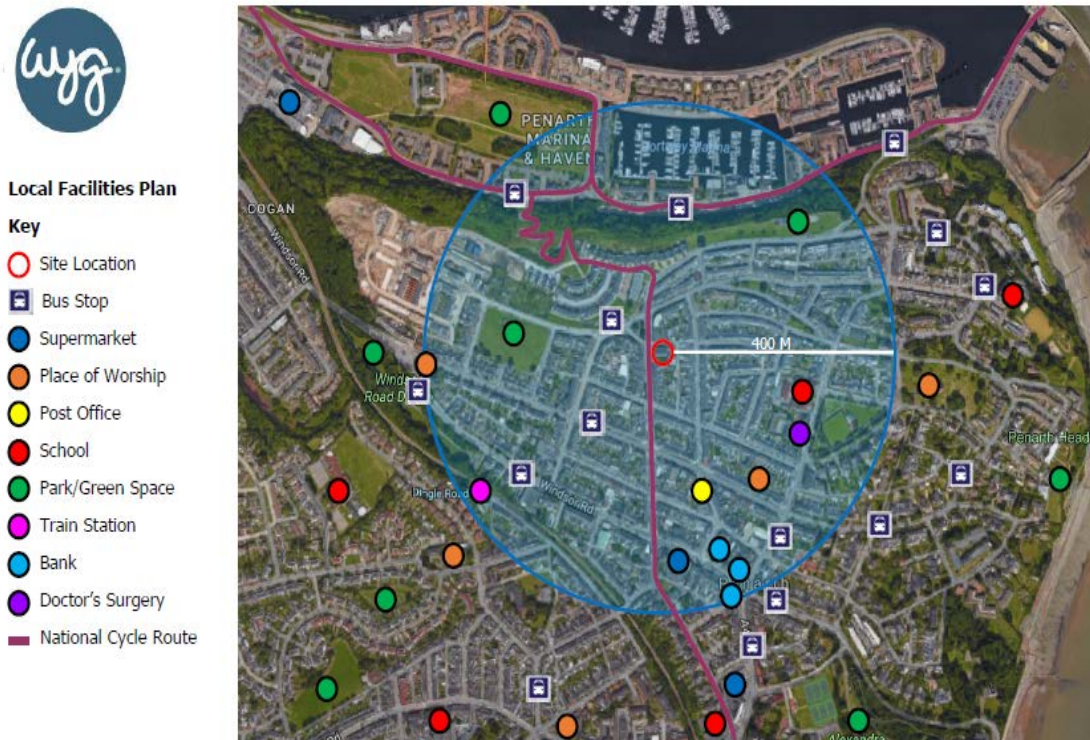 wyg
Local Facilities Plan
Key
Site Location
Bus Stop
Supermarket
Place of Worship
Post Office
School
Park/Green Space
Train Station
Bank
Doctor's Surgery
National Cycle Route
PENARTH
MARINA
& HAVEN
COGAN
Windsor Rd
400 M
Road
Penarth Head
Dingle Road
Windsor Rd
Alexandra